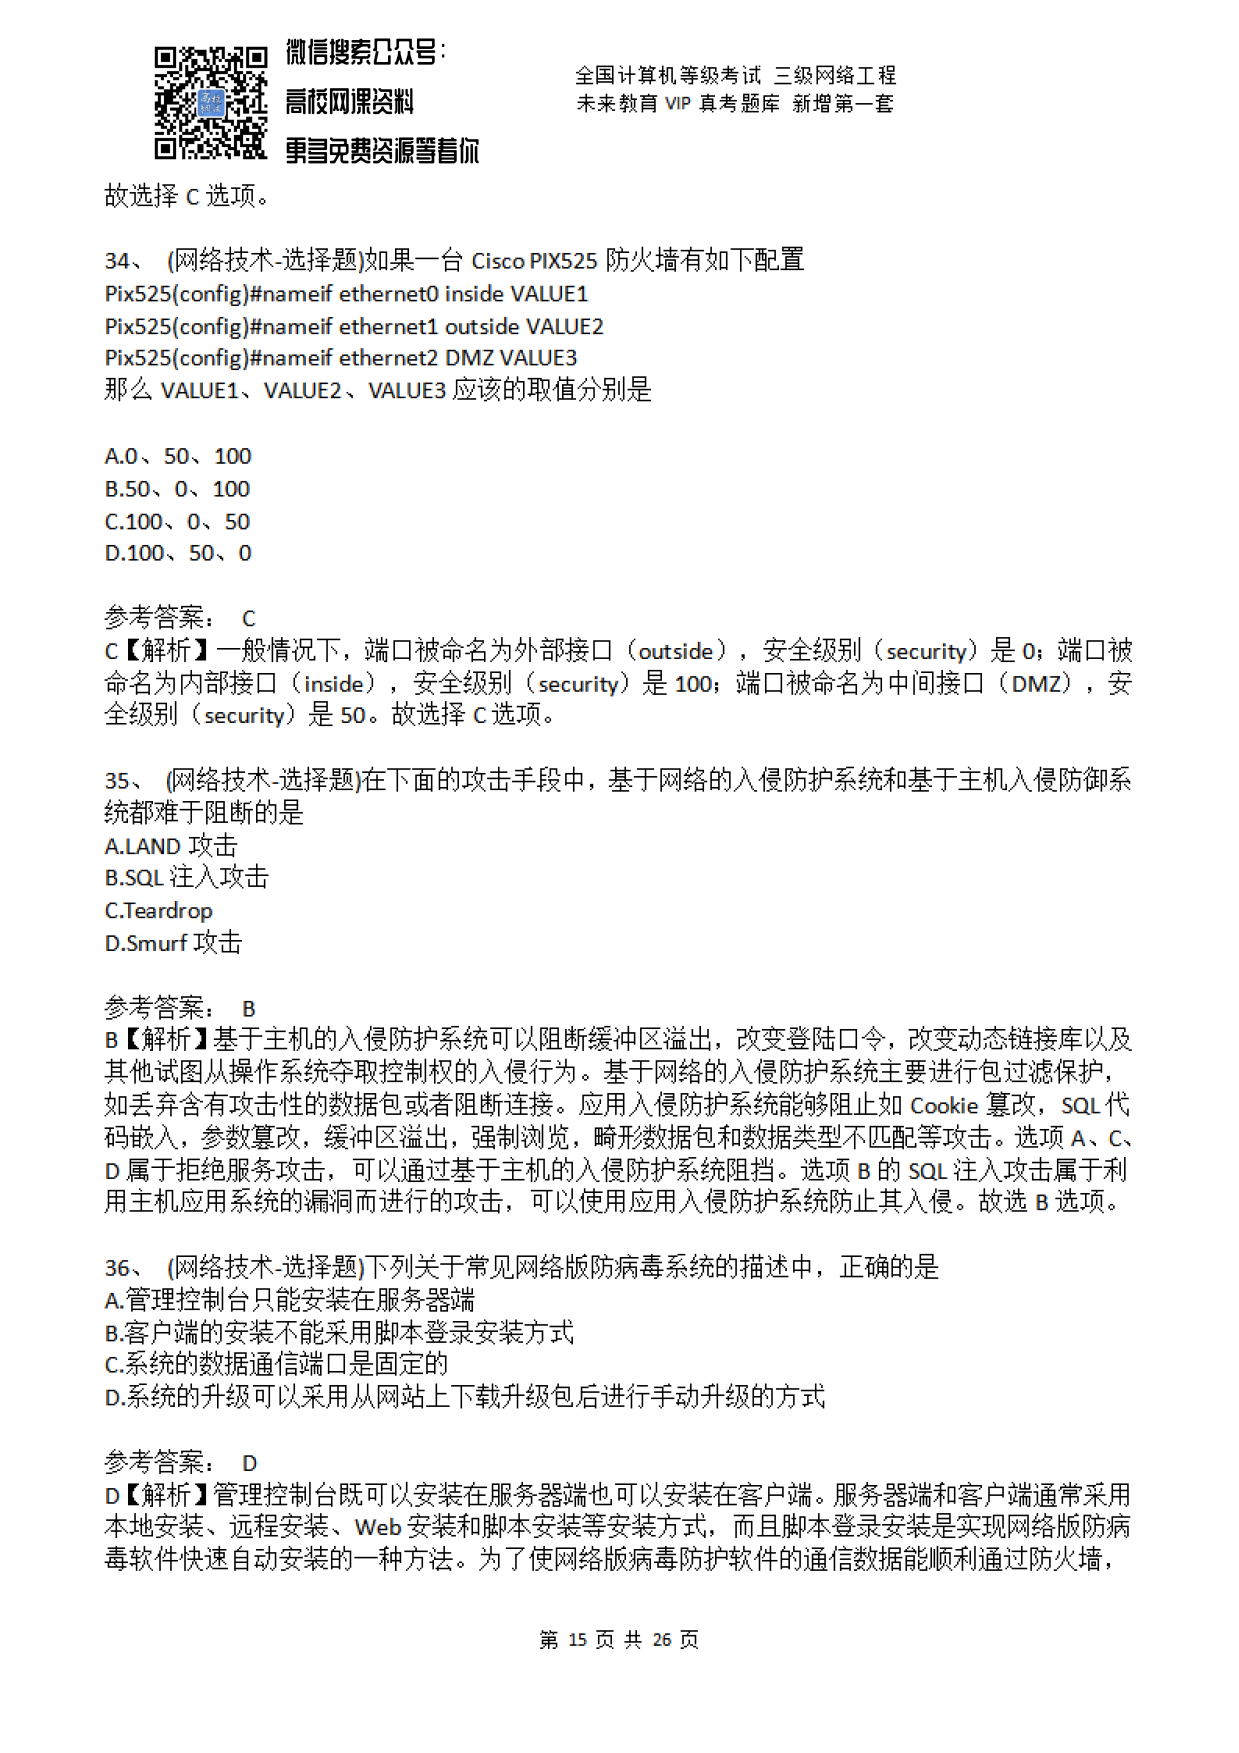 微信搜索公众号：
高校网课资料
更多免费资源等着你
全国计算机等级考试 三级网络工程
未来教育 VIP 真考题库 新增第一套
高校
网课
故选择 C 选项。
34、 (网络技术-选择题)如果一台 Cisco PIX525 防火墙有如下配置
Pix525(config)#nameif ethernet0 inside VALUE1
Pix525(config)#nameif ethernet1 outside VALUE2
Pix525(config)#nameif ethernet2 DMZ VALUE3
那么 VALUE1、VALUE2、VALUE3 应该的取值分别是
A.0、50、100
B.50、0、100
C.100、0、50
D.100、50、0
参考答案： C
C【解析】一般情况下，端口被命名为外部接口（outside），安全级别（security）是 0；端口被
命名为内部接口（inside），安全级别（security）是 100；端口被命名为中间接口（DMZ），安
全级别（security）是 50。故选择 C 选项。
35、 (网络技术-选择题)在下面的攻击手段中，基于网络的入侵防护系统和基于主机入侵防御系
统都难于阻断的是
A.LAND 攻击
B.SQL 注入攻击
C.Teardrop
D.Smurf 攻击
参考答案： B
B【解析】基于主机的入侵防护系统可以阻断缓冲区溢出，改变登陆口令，改变动态链接库以及
其他试图从操作系统夺取控制权的入侵行为。基于网络的入侵防护系统主要进行包过滤保护，
如丢弃含有攻击性的数据包或者阻断连接。应用入侵防护系统能够阻止如 Cookie 篡改，SQL 代
码嵌入，参数篡改，缓冲区溢出，强制浏览，畸形数据包和数据类型不匹配等攻击。选项 A、C、
D 属于拒绝服务攻击，可以通过基于主机的入侵防护系统阻挡。选项 B 的 SQL 注入攻击属于利
用主机应用系统的漏洞而进行的攻击，可以使用应用入侵防护系统防止其入侵。故选 B 选项。
36、 (网络技术-选择题)下列关于常见网络版防病毒系统的描述中，正确的是
A.管理控制台只能安装在服务器端
B.客户端的安装不能采用脚本登录安装方式
C.系统的数据通信端口是固定的
D.系统的升级可以采用从网站上下载升级包后进行手动升级的方式
参考答案： D
D【解析】管理控制台既可以安装在服务器端也可以安装在客户端。服务器端和客户端通常采用
本地安装、远程安装、Web 安装和脚本安装等安装方式，而且脚本登录安装是实现网络版防病
毒软件快速自动安装的一种方法。为了使网络版病毒防护软件的通信数据能顺利通过防火墙，
第 15 页 共 26 页